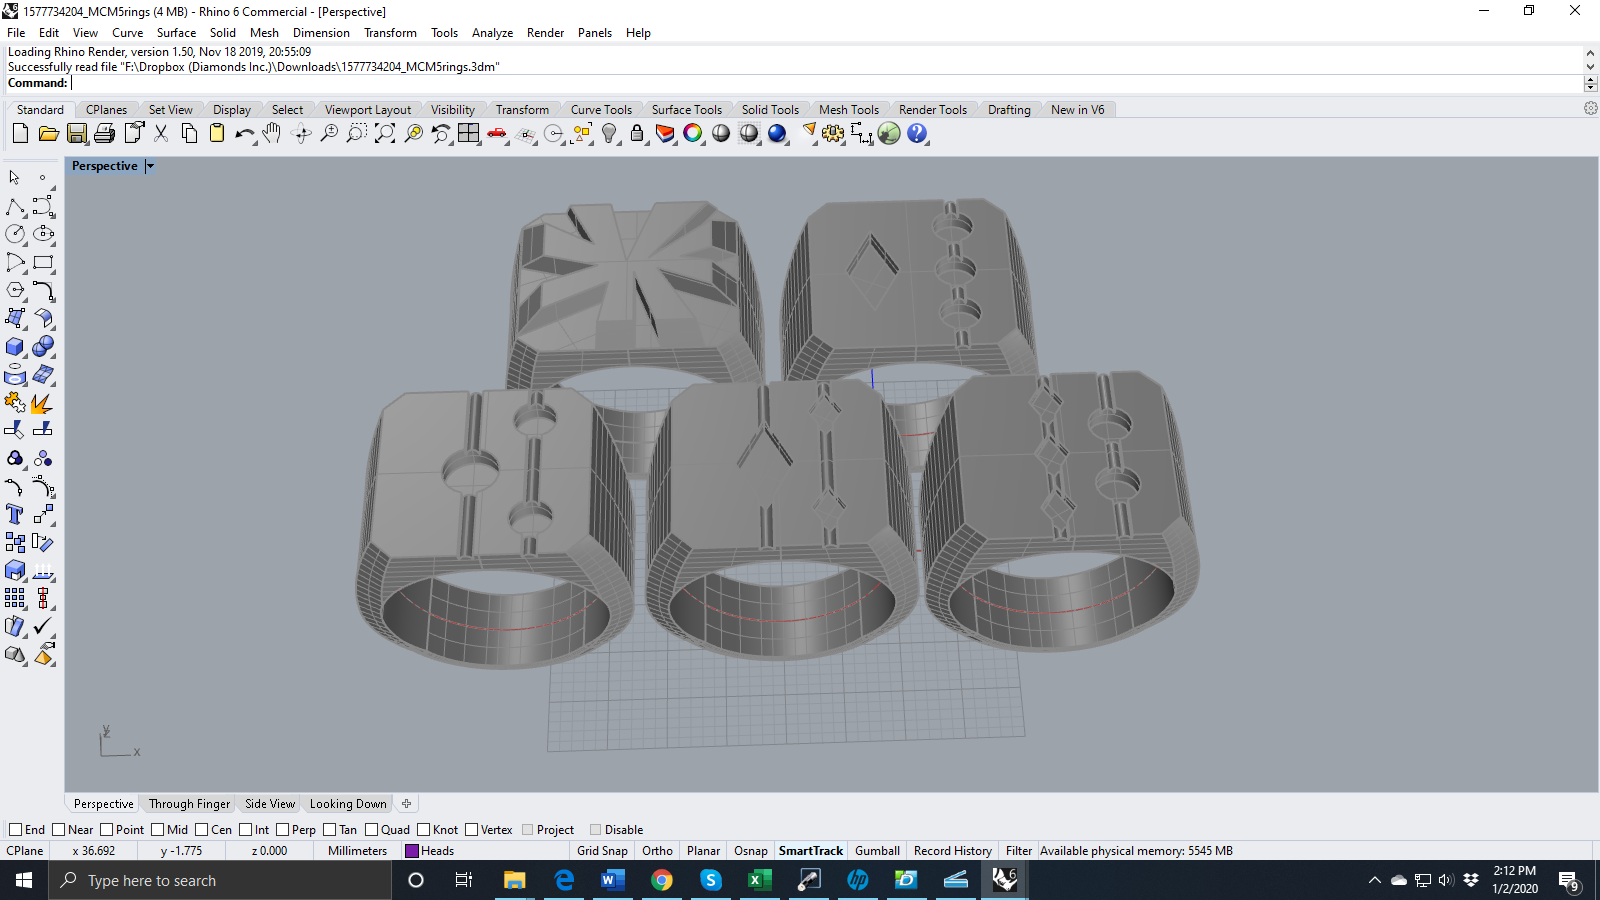 1577734204_MCM5rings (4 MB) - Rhino 6 Commercial - [Perspective]
File Edit View Curve Surface Solid Mesh Dimension Transform Tools Analyze Render Panels Help
Loading Rhino Render, version 1.50, Nov 18 2019, 20:55:09
Successfully read file "F:\Dropbox (Diamonds Inc.)\Downloads\1577734204_MCM5rings.3dm"
Command:
Standard CPlanes Set View Display Select Viewport Layout Visibility Transform Curve Tools Surface Tools Solid Tools Mesh Tools Render Tools Drafting New in V6
Perspective
y
z
x
Perspective Through Finger Side View Looking Down
End Near Point Mid Cen Int Perp Tan Quad Knot Vertex Project Disable
CPlane x 36.692 y -1.775 z 0.000 Millimeters Heads Grid Snap Ortho Planar Osnap SmartTrack Gumball Record History Filter Available physical memory: 5545 MB
Type here to search
2:12 PM
1/2/2020
9